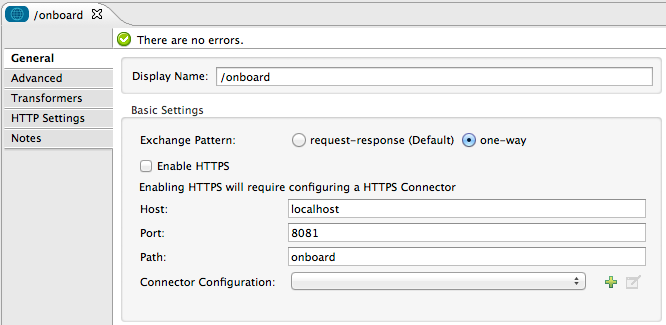 /onboard
There are no errors.
General
Advanced
Transformers
HTTP Settings
Notes
Display Name: /onboard
Basic Settings
Exchange Pattern: request-response (Default) one-way
Enable HTTPS
Enabling HTTPS will require configuring a HTTPS Connector
Host: localhost
Port: 8081
Path: onboard
Connector Configuration: